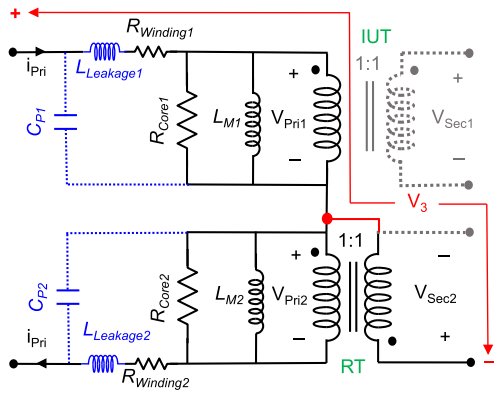 +
R_Winding1
IUT
i_Pri
L_Leakage1
1:1
+
+
C_P1
R_Core1
L_M1
V_Pri1
V_Sec1
−
−
V_3
1:1
+
−
C_P2
R_Core2
L_M2
V_Pri2
V_Sec2
−
+
i_Pri
L_Leakage2
R_Winding2
RT
−